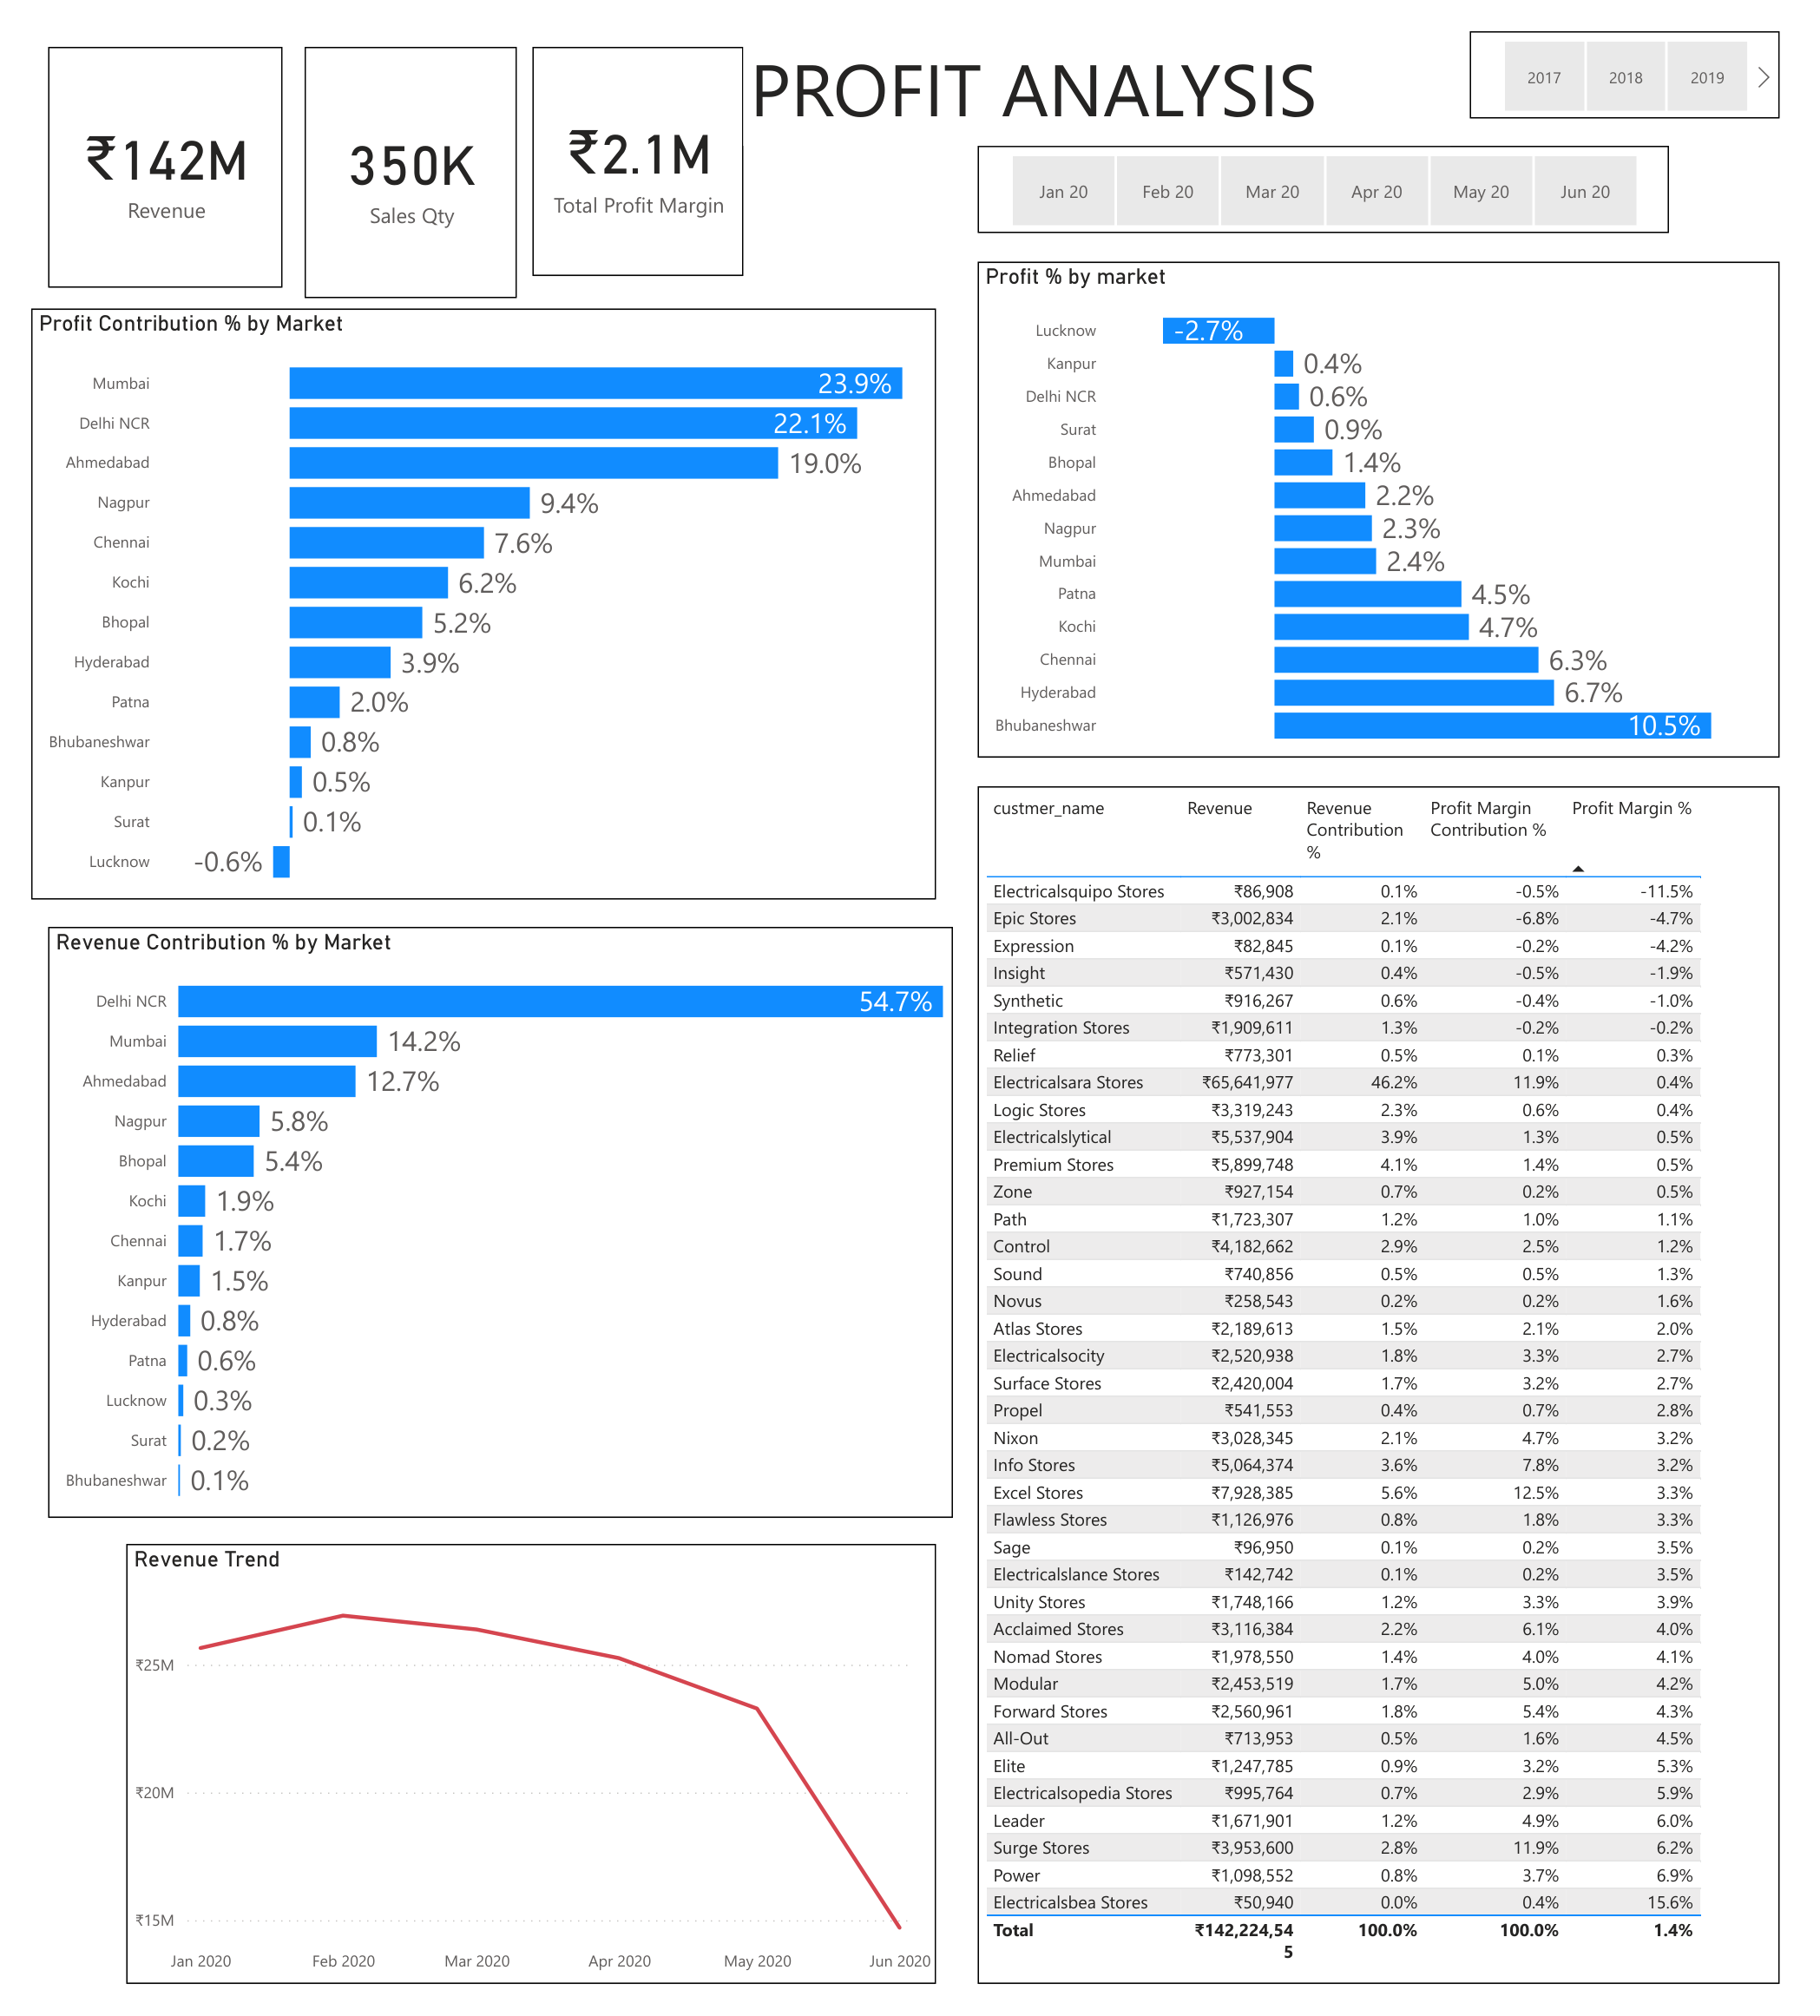 ₹142M
Revenue
350K
Sales Qty
₹2.1M
Total Profit Margin
PROFIT ANALYSIS
2017 2018 2019
Jan 20 Feb 20 Mar 20 Apr 20 May 20 Jun 20
Profit Contribution % by Market
Mumbai 23.9%
Delhi NCR 22.1%
Ahmedabad 19.0%
Nagpur 9.4%
Chennai 7.6%
Kochi 6.2%
Bhopal 5.2%
Hyderabad 3.9%
Patna 2.0%
Bhubaneshwar 0.8%
Kanpur 0.5%
Surat 0.1%
Lucknow -0.6%
Profit % by market
Lucknow -2.7%
Kanpur 0.4%
Delhi NCR 0.6%
Surat 0.9%
Bhopal 1.4%
Ahmedabad 2.2%
Nagpur 2.3%
Mumbai 2.4%
Patna 4.5%
Kochi 4.7%
Chennai 6.3%
Hyderabad 6.7%
Bhubaneshwar 10.5%
Revenue Contribution % by Market
Delhi NCR 54.7%
Mumbai 14.2%
Ahmedabad 12.7%
Nagpur 5.8%
Bhopal 5.4%
Kochi 1.9%
Chennai 1.7%
Kanpur 1.5%
Hyderabad 0.8%
Patna 0.6%
Lucknow 0.3%
Surat 0.2%
Bhubaneshwar 0.1%
Revenue Trend
₹25M
₹20M
₹15M
Jan 2020 Feb 2020 Mar 2020 Apr 2020 May 2020 Jun 2020
custmer_name Revenue Revenue Profit Margin Profit Margin %
Contribution Contribution %
%
Electricalsquipo Stores ₹86,908 0.1% -0.5% -11.5%
Epic Stores ₹3,002,834 2.1% -6.8% -4.7%
Expression ₹82,845 0.1% -0.2% -4.2%
Insight ₹571,430 0.4% -0.5% -1.9%
Synthetic ₹916,267 0.6% -0.4% -1.0%
Integration Stores ₹1,909,611 1.3% -0.2% -0.2%
Relief ₹773,301 0.5% 0.1% 0.3%
Electricalsara Stores ₹65,641,977 46.2% 11.9% 0.4%
Logic Stores ₹3,319,243 2.3% 0.6% 0.4%
Electricalslytical ₹5,537,904 3.9% 1.3% 0.5%
Premium Stores ₹5,899,748 4.1% 1.4% 0.5%
Zone ₹927,154 0.7% 0.2% 0.5%
Path ₹1,723,307 1.2% 1.0% 1.1%
Control ₹4,182,662 2.9% 2.5% 1.2%
Sound ₹740,856 0.5% 0.5% 1.3%
Novus ₹258,543 0.2% 0.2% 1.6%
Atlas Stores ₹2,189,613 1.5% 2.1% 2.0%
Electricalsocity ₹2,520,938 1.8% 3.3% 2.7%
Surface Stores ₹2,420,004 1.7% 3.2% 2.7%
Propel ₹541,553 0.4% 0.7% 2.8%
Nixon ₹3,028,345 2.1% 4.7% 3.2%
Info Stores ₹5,064,374 3.6% 7.8% 3.2%
Excel Stores ₹7,928,385 5.6% 12.5% 3.3%
Flawless Stores ₹1,126,976 0.8% 1.8% 3.3%
Sage ₹96,950 0.1% 0.2% 3.5%
Electricalslance Stores ₹142,742 0.1% 0.2% 3.5%
Unity Stores ₹1,748,166 1.2% 3.3% 3.9%
Acclaimed Stores ₹3,116,384 2.2% 6.1% 4.0%
Nomad Stores ₹1,978,550 1.4% 4.0% 4.1%
Modular ₹2,453,519 1.7% 5.0% 4.2%
Forward Stores ₹2,560,961 1.8% 5.4% 4.3%
All-Out ₹713,953 0.5% 1.6% 4.5%
Elite ₹1,247,785 0.9% 3.2% 5.3%
Electricalsopedia Stores ₹995,764 0.7% 2.9% 5.9%
Leader ₹1,671,901 1.2% 4.9% 6.0%
Surge Stores ₹3,953,600 2.8% 11.9% 6.2%
Power ₹1,098,552 0.8% 3.7% 6.9%
Electricalsbea Stores ₹50,940 0.0% 0.4% 15.6%
Total ₹142,224,54 100.0% 100.0% 1.4%
5